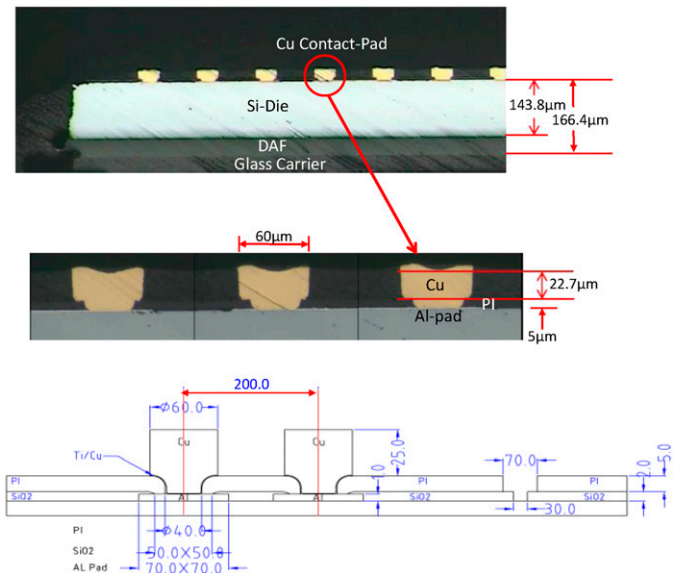 Cu Contact-Pad
Si-Die
143.8µm
166.4µm
DAF
Glass Carrier
60µm
Cu
22.7µm
PI
Al-pad
5µm
200.0
ϕ60.0
Cu
Cu
Ti/Cu
25.0
70.0
5.0
1.0
2.0
PI
PI
PI
SiO2
Al
Al
SiO2
SiO2
30.0
PI
ϕ40.0
SiO2
50.0X50.0
AL Pad
70.0X70.0